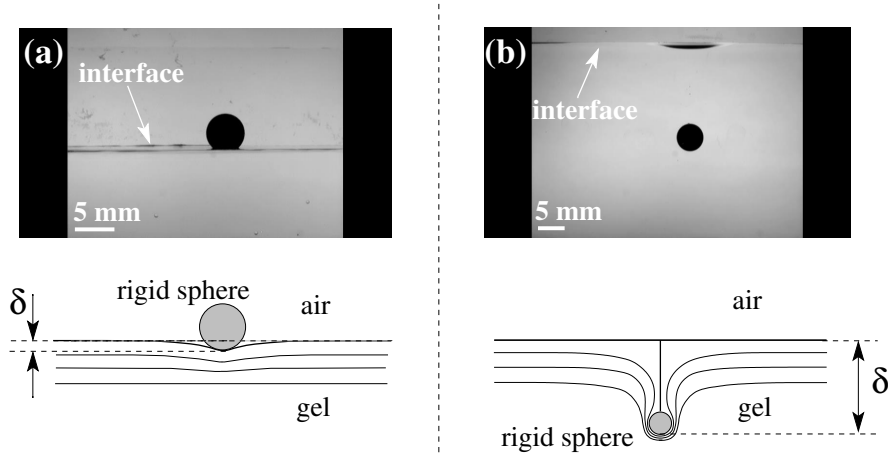 (a)
interface
5 mm
(b)
interface
5 mm
rigid sphere
air
δ
gel
air
δ
gel
rigid sphere